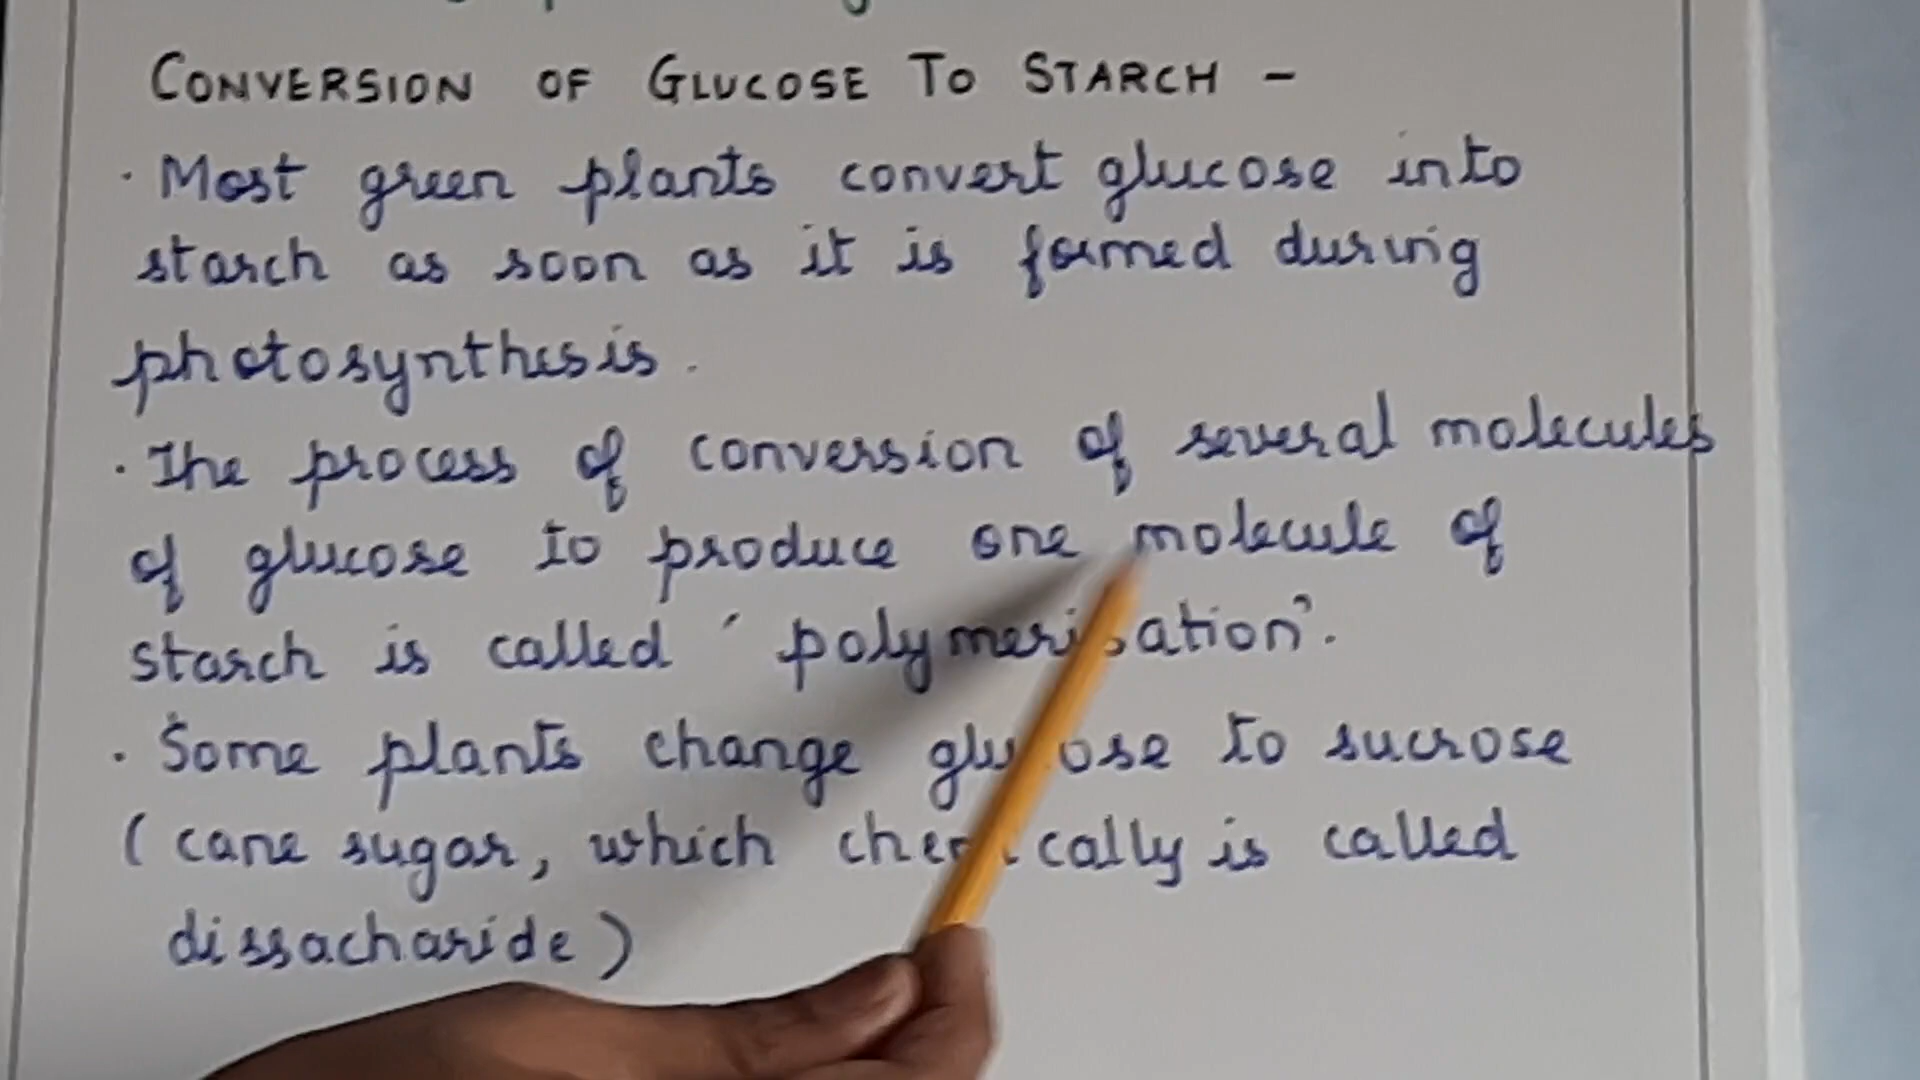 CONVERSION OF GLUCOSE TO STARCH -
· Most green plants convert glucose into
starch as soon as it is formed during
photosynthesis.
· The process of conversion of several molecules
of glucose to produce one molecule of
starch is called ' polymerisation'.
· Some plants change glucose to sucrose
( cane sugar, which chemically is called
dissacharide )